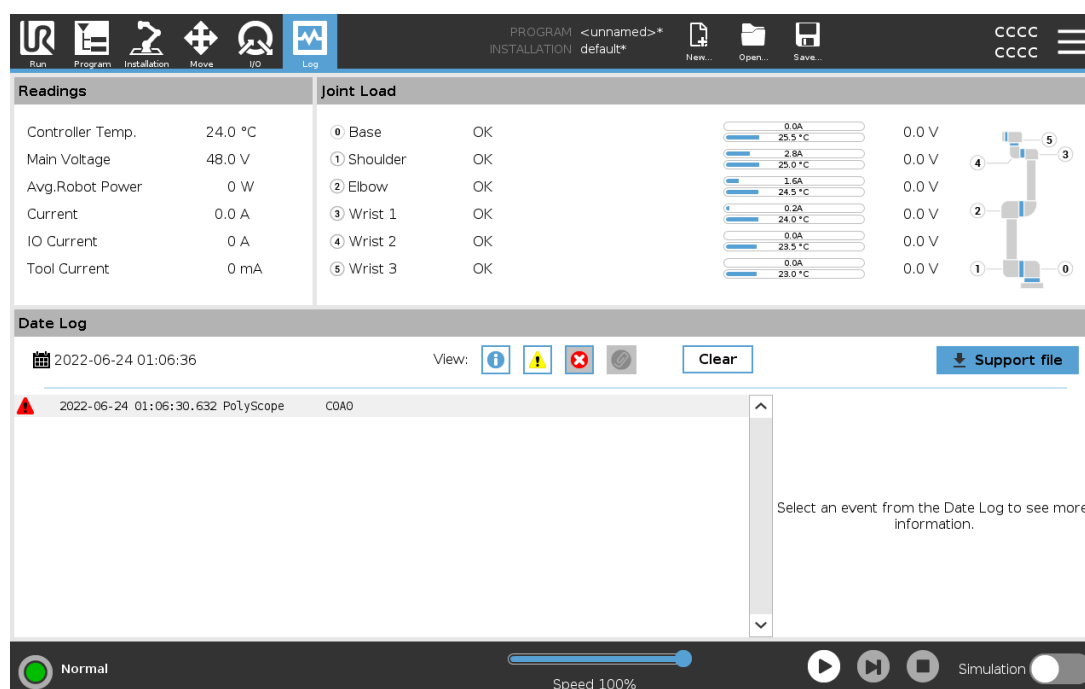 PROGRAM <unnamed>*
INSTALLATION default*
CCCC
CCCC
UR
Run Program Installation Move I/O Log New... Open... Save...
Readings
Controller Temp. 24.0 °C
Main Voltage 48.0 V
Avg.Robot Power 0 W
Current 0.0 A
IO Current 0 A
Tool Current 0 mA
Joint Load
0 Base OK 0.0A 25.5 °C 0.0 V
1 Shoulder OK 2.8A 25.0 °C 0.0 V
2 Elbow OK 1.6A 24.5 °C 0.0 V
3 Wrist 1 OK 0.2A 24.0 °C 0.0 V
4 Wrist 2 OK 0.0A 23.5 °C 0.0 V
5 Wrist 3 OK 0.0A 23.0 °C 0.0 V
5
3
4
2
1 0
Date Log
2022-06-24 01:06:36 View: Clear Support file
2022-06-24 01:06:30.632 PolyScope C0A0
Select an event from the Date Log to see more
information.
Normal
Speed 100%
Simulation